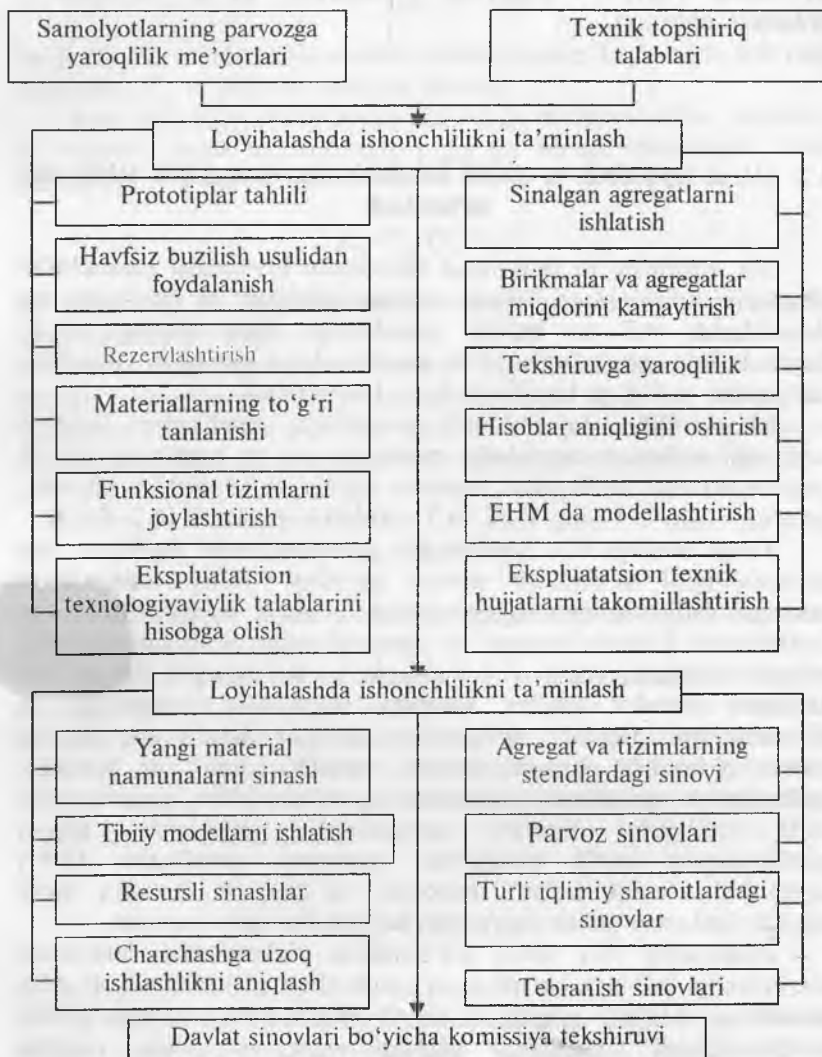 Samolyotlarning parvozga
yaroqlilik me'yorlari
Texnik topshiriq
talablari
Loyihalashda ishonchlilikni ta'minlash
Prototiplar tahlili
Havfsiz buzilish usulidan
foydalanish
Rezervlashtirish
Materiallarning to'g'ri
tanlanishi
Funksional tizimlarni
joylashtirish
Ekspluatatsion
texnologiyaviylik talablarini
hisobga olish
Sinalgan agregatlarni
ishlatish
Birikmalar va agregatlar
miqdorini kamaytirish
Tekshiruvga yaroqlilik
Hisoblar aniqligini oshirish
EHM da modellashtirish
Ekspluatatsion texnik
hujjatlarni takomillashtirish
Loyihalashda ishonchlilikni ta'minlash
Yangi material
namunalarni sinash
Tibiiy modellarni ishlatish
Resursli sinashlar
Charchashga uzoq
ishlashlikni aniqlash
Agregat va tizimlarning
stendlardagi sinovi
Parvoz sinovlari
Turli iqlimiy sharoitlardagi
sinovlar
Tebranish sinovlari
Davlat sinovlari bo'yicha komissiya tekshiruvi